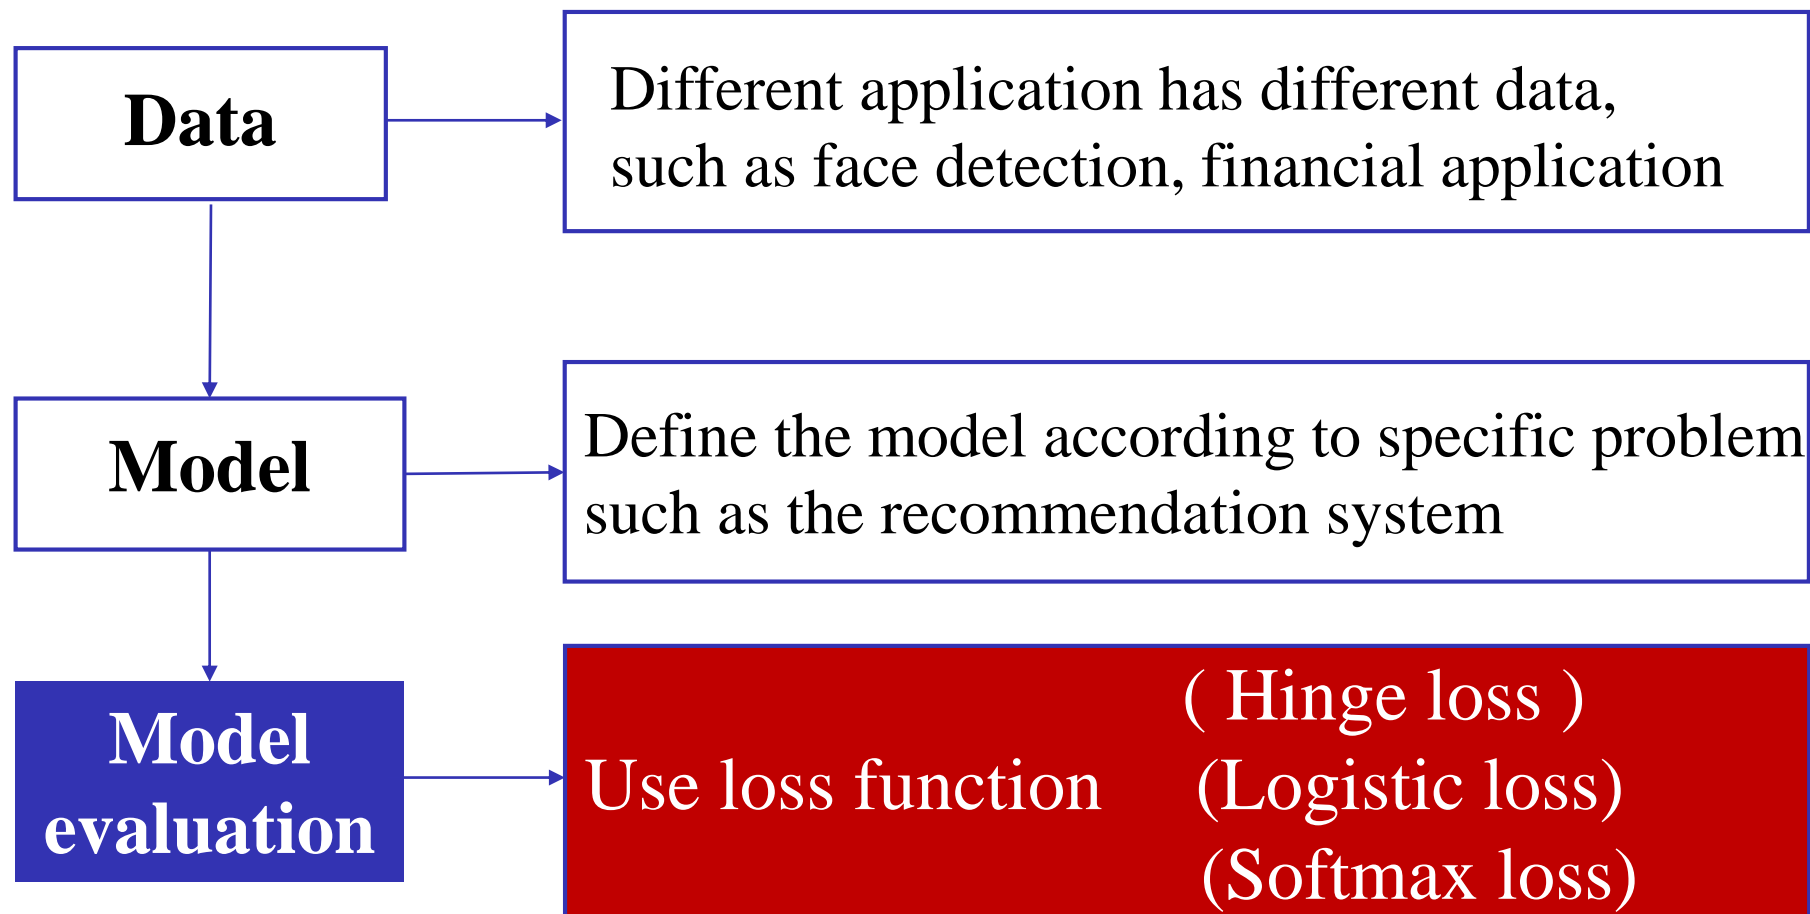 Data
Different application has different data,
such as face detection, financial application
Model
Define the model according to specific problem
such as the recommendation system
Model
evaluation
( Hinge loss )
Use loss function (Logistic loss)
(Softmax loss)